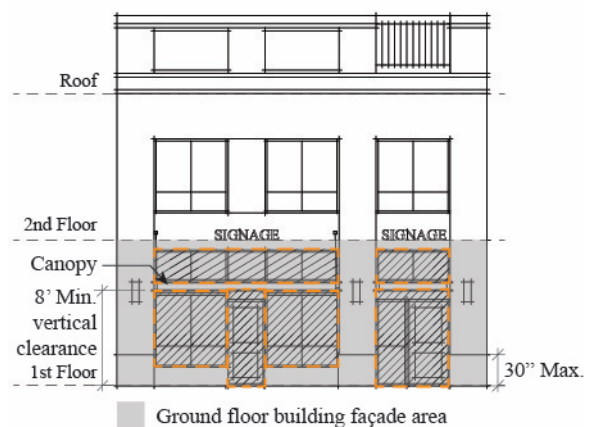 Roof
2nd Floor
SIGNAGE SIGNAGE
Canopy
8’ Min.
vertical
clearance
1st Floor
30” Max.
Ground floor building façade area